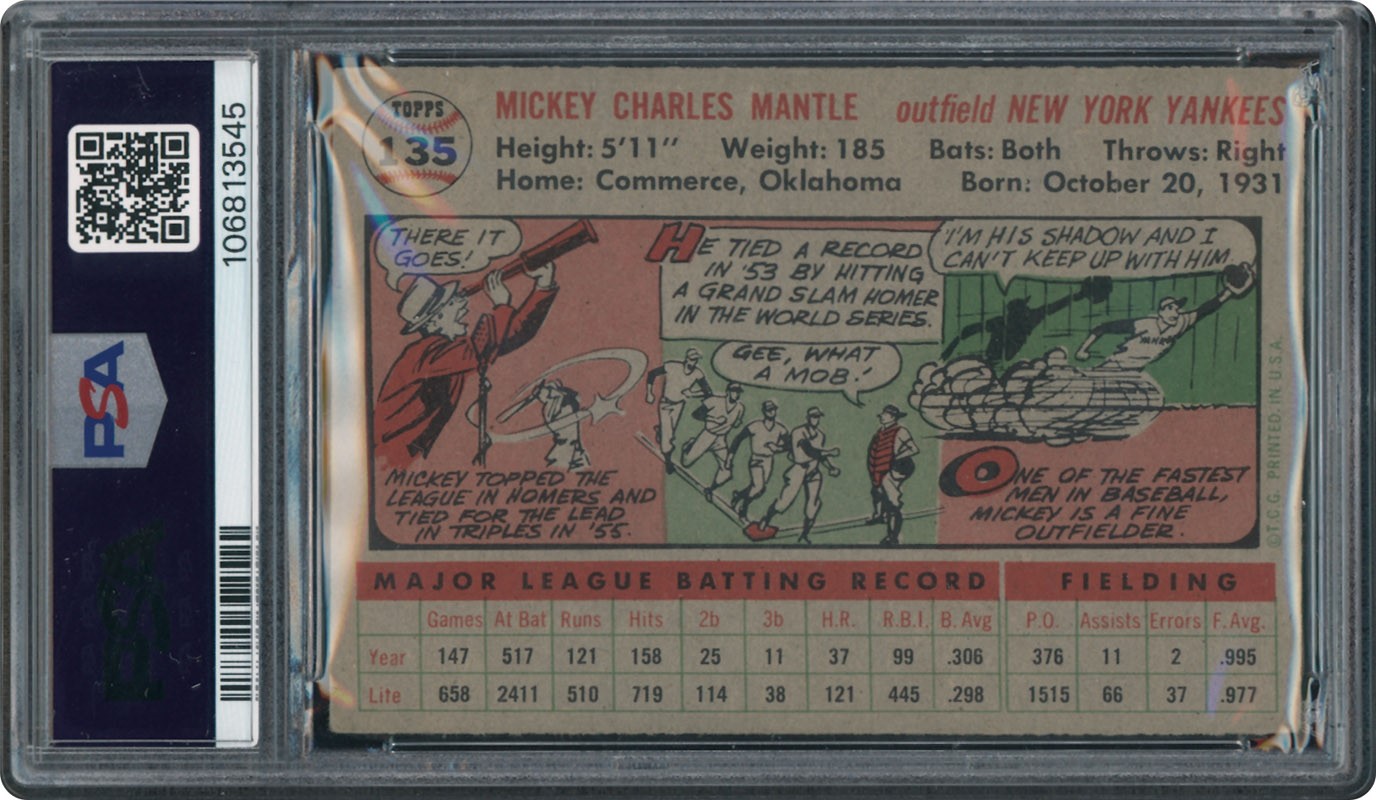 106813545
PSA
TOPPS
135
MICKEY CHARLES MANTLE outfield NEW YORK YANKEES
Height: 5'11" Weight: 185 Bats: Both Throws: Right
Home: Commerce, Oklahoma Born: October 20, 1931
THERE IT
GOES!
MICKEY TOPPED THE
LEAGUE IN HOMERS AND
TIED FOR THE LEAD
IN TRIPLES IN '55.
HE TIED A RECORD
IN '53 BY HITTING
A GRAND SLAM HOMER
IN THE WORLD SERIES.
GEE, WHAT
A MOB!
I'M HIS SHADOW AND I
CAN'T KEEP UP WITH HIM
YANKS
ONE OF THE FASTEST
MEN IN BASEBALL,
MICKEY IS A FINE
OUTFIELDER.
©T.C.G. PRINTED IN U.S.A.
MAJOR LEAGUE BATTING RECORD FIELDING
Games At Bat Runs Hits 2b 3b H.R. R.B.I. B. Avg P.O. Assists Errors F. Avg.
Year 147 517 121 158 25 11 37 99 .306 376 11 2 .995
Life 658 2411 510 719 114 38 121 445 .298 1515 66 37 .977
PSA